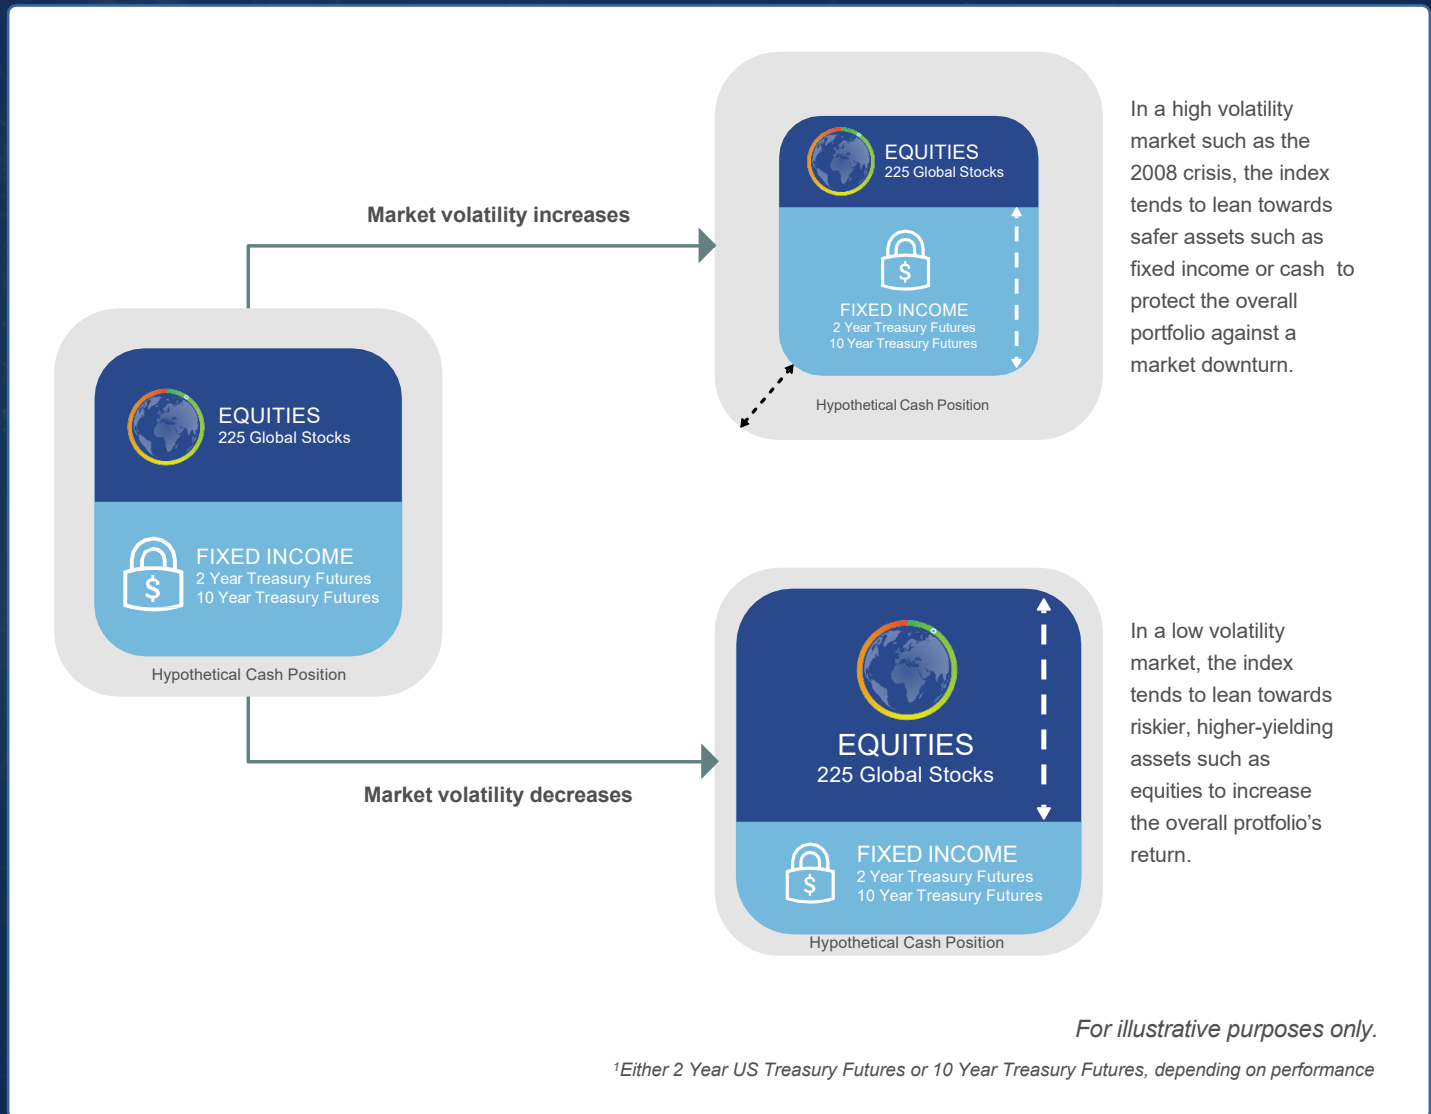 Market volatility increases
EQUITIES
225 Global Stocks
FIXED INCOME
2 Year Treasury Futures
10 Year Treasury Futures
Hypothetical Cash Position
In a high volatility
market such as the
2008 crisis, the index
tends to lean towards
safer assets such as
fixed income or cash  to
protect the overall
portfolio against a
market downturn.
EQUITIES
225 Global Stocks
$
FIXED INCOME
2 Year Treasury Futures
10 Year Treasury Futures
Hypothetical Cash Position
$
Market volatility decreases
EQUITIES
225 Global Stocks
$
FIXED INCOME
2 Year Treasury Futures
10 Year Treasury Futures
Hypothetical Cash Position
In a low volatility
market, the index
tends to lean towards
riskier, higher-yielding
assets such as
equities to increase
the overall protfolio’s
return.
For illustrative purposes only.
¹Either 2 Year US Treasury Futures or 10 Year Treasury Futures, depending on performance